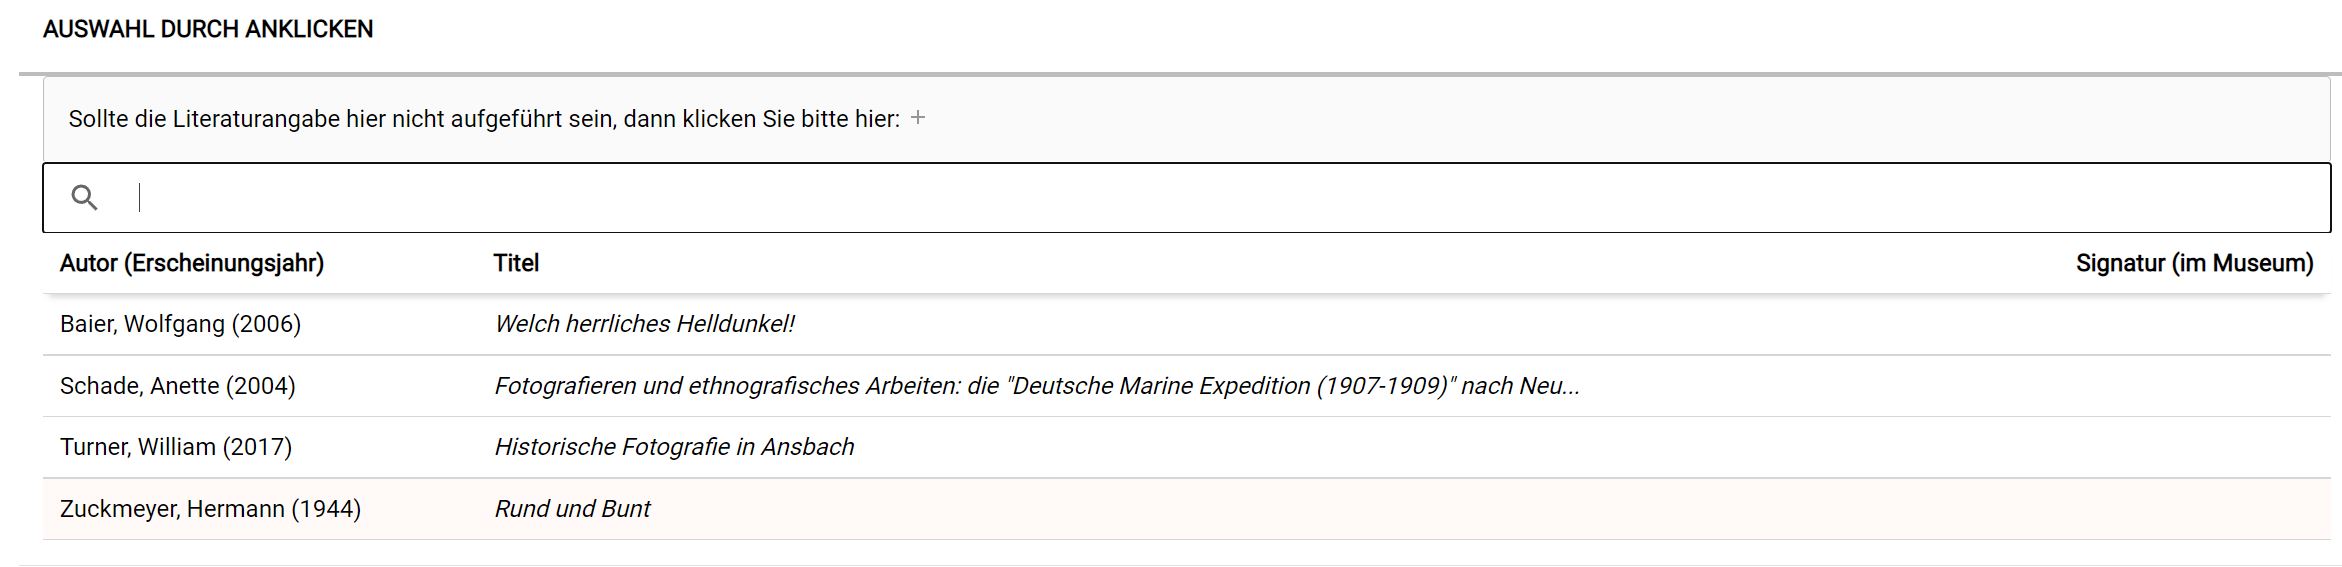 AUSWAHL DURCH ANKLICKEN
Sollte die Literaturangabe hier nicht aufgeführt sein, dann klicken Sie bitte hier: +
Autor (Erscheinungsjahr) Titel Signatur (im Museum)
Baier, Wolfgang (2006) Welch herrliches Helldunkel!
Schade, Anette (2004) Fotografieren und ethnografisches Arbeiten: die "Deutsche Marine Expedition (1907-1909)" nach Neu...
Turner, William (2017) Historische Fotografie in Ansbach
Zuckmeyer, Hermann (1944) Rund und Bunt